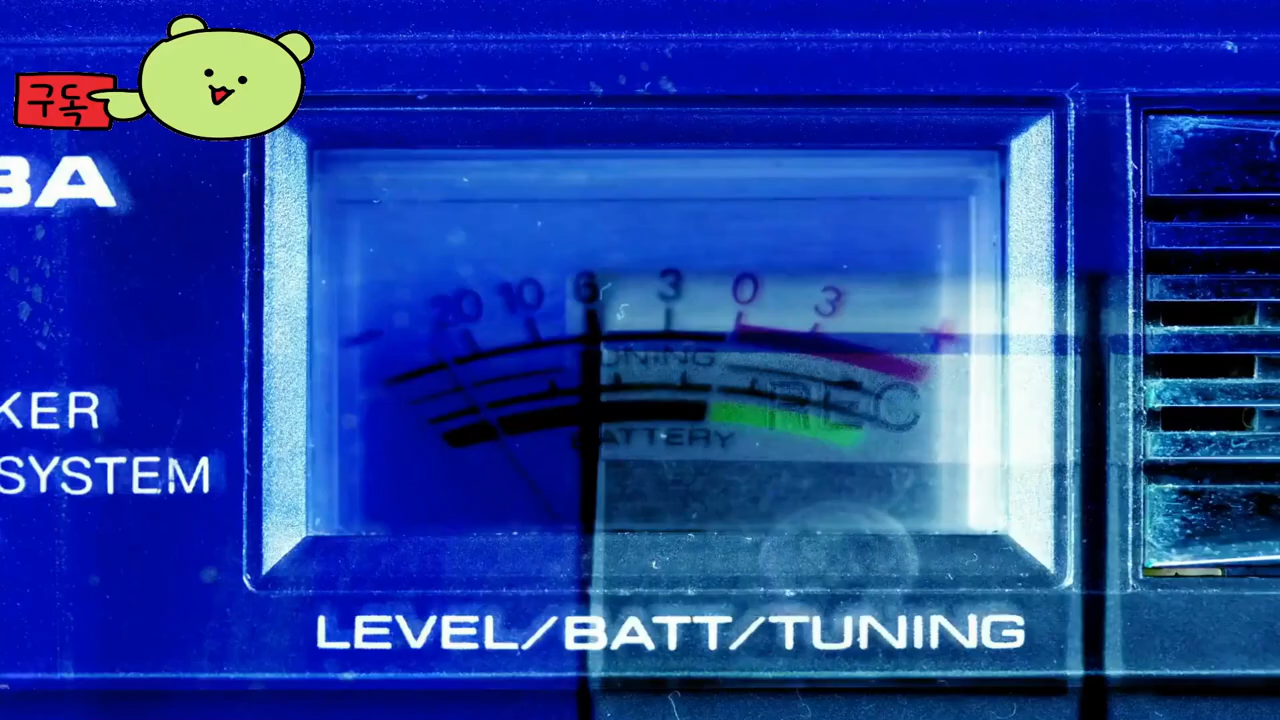 구독
BA
20 10 6 3 0 3
- +
TUNING
REC
BATTERY
KER
SYSTEM
LEVEL/BATT/TUNING